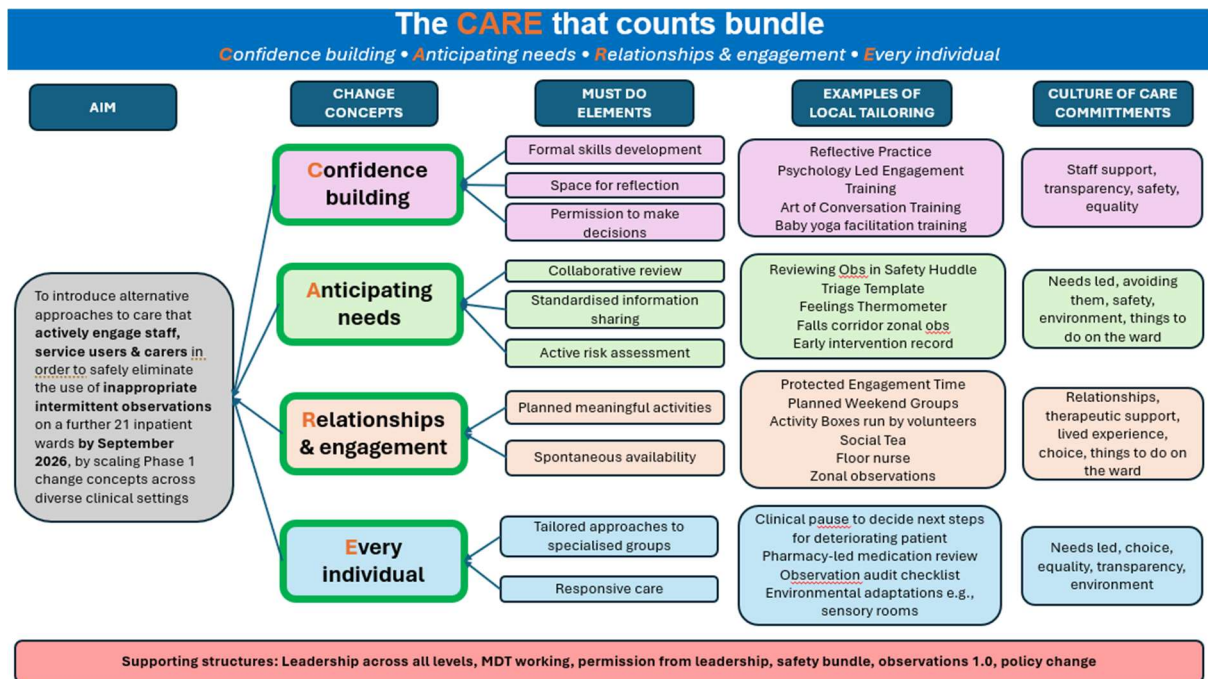 The CARE that counts bundle
Confidence building • Anticipating needs • Relationships & engagement • Every individual
AIM
CHANGE
CONCEPTS
MUST DO
ELEMENTS
EXAMPLES OF
LOCAL TAILORING
CULTURE OF CARE
COMMITTMENTS
To introduce alternative
approaches to care that
actively engage staff,
service users & carers in
order to safely eliminate
the use of inappropriate
intermittent observations
on a further 21 inpatient
wards by September
2026, by scaling Phase 1
change concepts across
diverse clinical settings
Confidence
building
Formal skills development
Space for reflection
Permission to make
decisions
Reflective Practice
Psychology Led Engagement
Training
Art of Conversation Training
Baby yoga facilitation training
Staff support,
transparency, safety,
equality
Anticipating
needs
Collaborative review
Standardised information
sharing
Active risk assessment
Reviewing Obs in Safety Huddle
Triage Template
Feelings Thermometer
Falls corridor zonal obs
Early intervention record
Needs led, avoiding
them, safety,
environment, things to
do on the ward
Relationships
& engagement
Planned meaningful activities
Spontaneous availability
Protected Engagement Time
Planned Weekend Groups
Activity Boxes run by volunteers
Social Tea
Floor nurse
Zonal observations
Relationships,
therapeutic support,
lived experience,
choice, things to do on
the ward
Every
individual
Tailored approaches to
specialised groups
Responsive care
Clinical pause to decide next steps
for deteriorating patient
Pharmacy-led medication review
Observation audit checklist
Environmental adaptations e.g.,
sensory rooms
Needs led, choice,
equality, transparency,
environment
Supporting structures: Leadership across all levels, MDT working, permission from leadership, safety bundle, observations 1.0, policy change